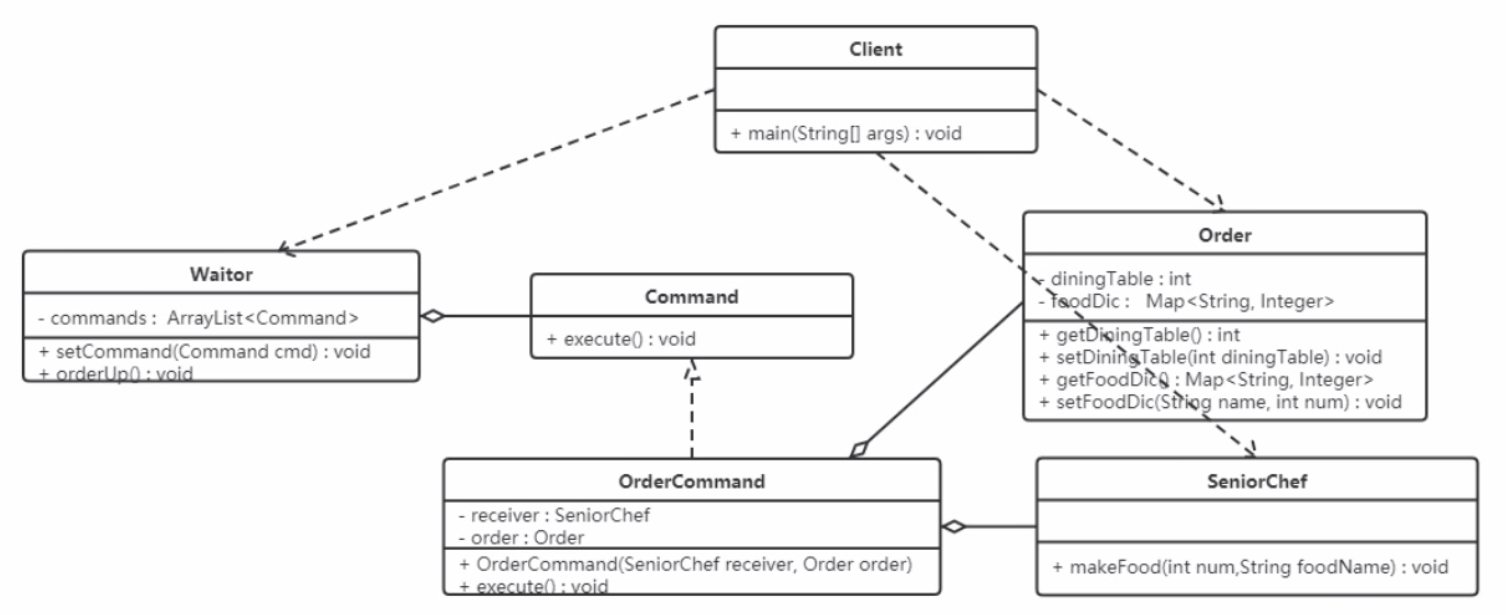 Client
+ main(String[] args) : void
Waitor
- commands : ArrayList<Command>
+ setCommand(Command cmd) : void
+ orderUp() : void
Command
+ execute() : void
Order
- diningTable : int
- foodDic : Map<String, Integer>
+ getDiningTable() : int
+ setDiningTable(int diningTable) : void
+ getFoodDic() : Map<String, Integer>
+ setFoodDic(String name, int num) : void
OrderCommand
- receiver : SeniorChef
- order : Order
+ OrderCommand(SeniorChef receiver, Order order)
+ execute() : void
SeniorChef
+ makeFood(int num,String foodName) : void